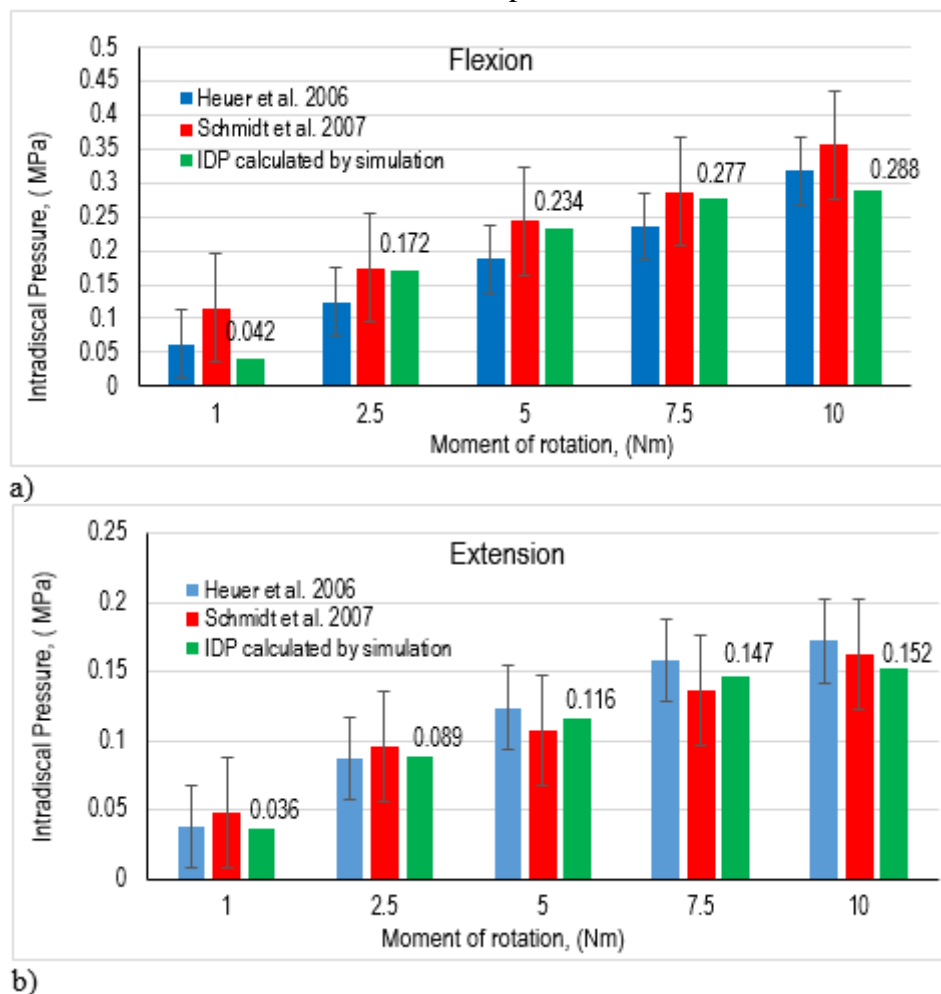 Flexion
Heuer et al. 2006
Schmidt et al. 2007
IDP calculated by simulation
Intradiscal Pressure, ( MPa)
0.5
0.45
0.4
0.35
0.3
0.25
0.2
0.15
0.1
0.05
0
0.042
0.172
0.234
0.277
0.288
1 2.5 5 7.5 10
Moment of rotation, (Nm)
a)
Extension
Heuer et al. 2006
Schmidt et al. 2007
IDP calculated by simulation
Intradiscal Pressure, ( MPa)
0.25
0.2
0.15
0.1
0.05
0
0.036
0.089
0.116
0.147
0.152
1 2.5 5 7.5 10
Moment of rotation, (Nm)
b)